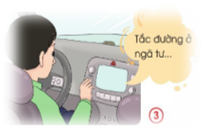 Tắc đường ở
ngã tư...
3